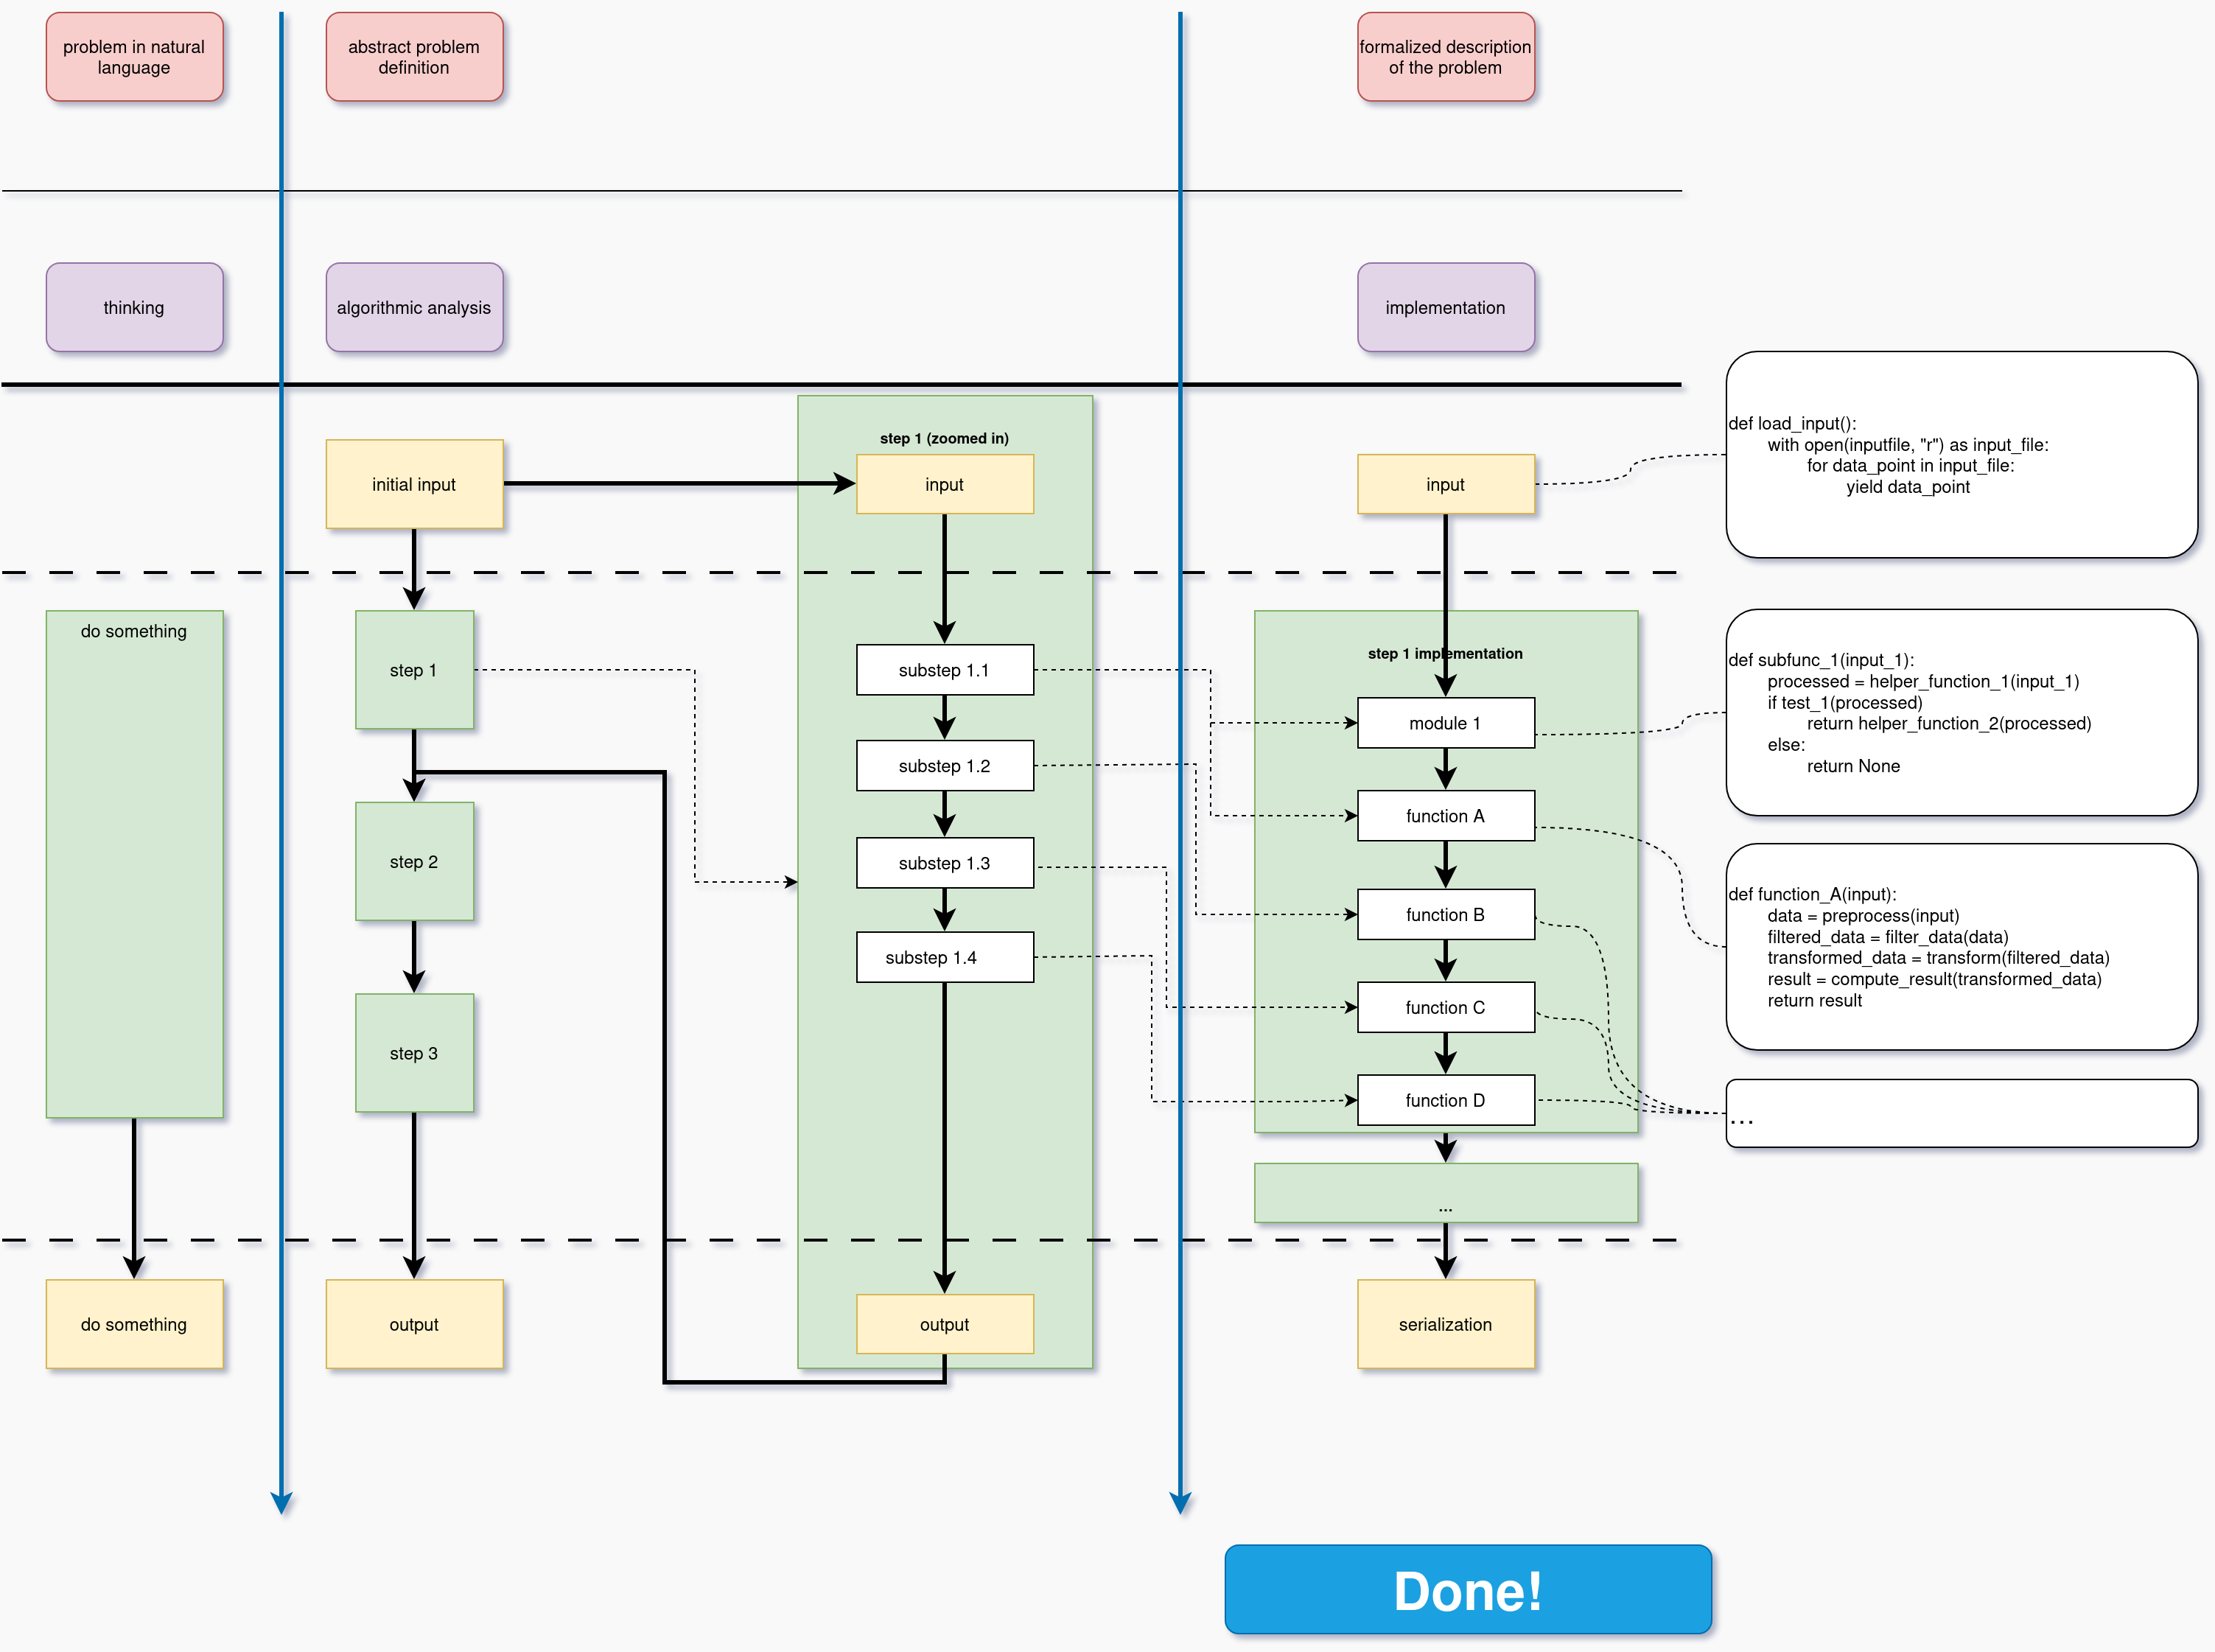 problem in natural
language
abstract problem
definition
formalized description
of the problem
thinking
algorithmic analysis
implementation
initial input
step 1 (zoomed in)
input
input
def load_input():
with open(inputfile, "r") as input_file:
for data_point in input_file:
yield data_point
do something
step 1
step 2
step 3
substep 1.1
substep 1.2
substep 1.3
substep 1.4
step 1 implementation
module 1
function A
function B
function C
function D
...
def subfunc_1(input_1):
processed = helper_function_1(input_1)
if test_1(processed)
return helper_function_2(processed)
else:
return None
def function_A(input):
data = preprocess(input)
filtered_data = filter_data(data)
transformed_data = transform(filtered_data)
result = compute_result(transformed_data)
return result
...
do something
output
output
serialization
Done!